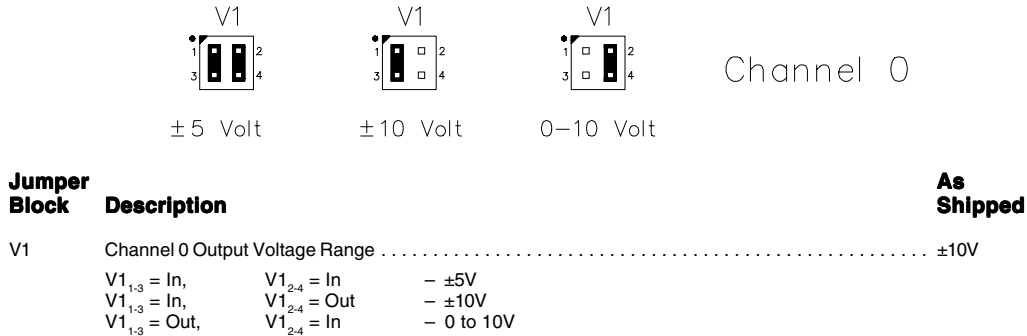 V1 V1 V1
1 2 1 2 1 2
3 4 3 4 3 4
Channel 0
±5 Volt ±10 Volt 0–10 Volt
Jumper Block Description As Shipped
V1 Channel 0 Output Voltage Range . . . . . . . . . . . . . . . . . . . . . . . . . . . . . . . . . . . . . . . . . . . . . . . . . . . . . . . ±10V
V1₁₋₃ = In, V1₂₋₄ = In – ±5V
V1₁₋₃ = In, V1₂₋₄ = Out – ±10V
V1₁₋₃ = Out, V1₂₋₄ = In – 0 to 10V